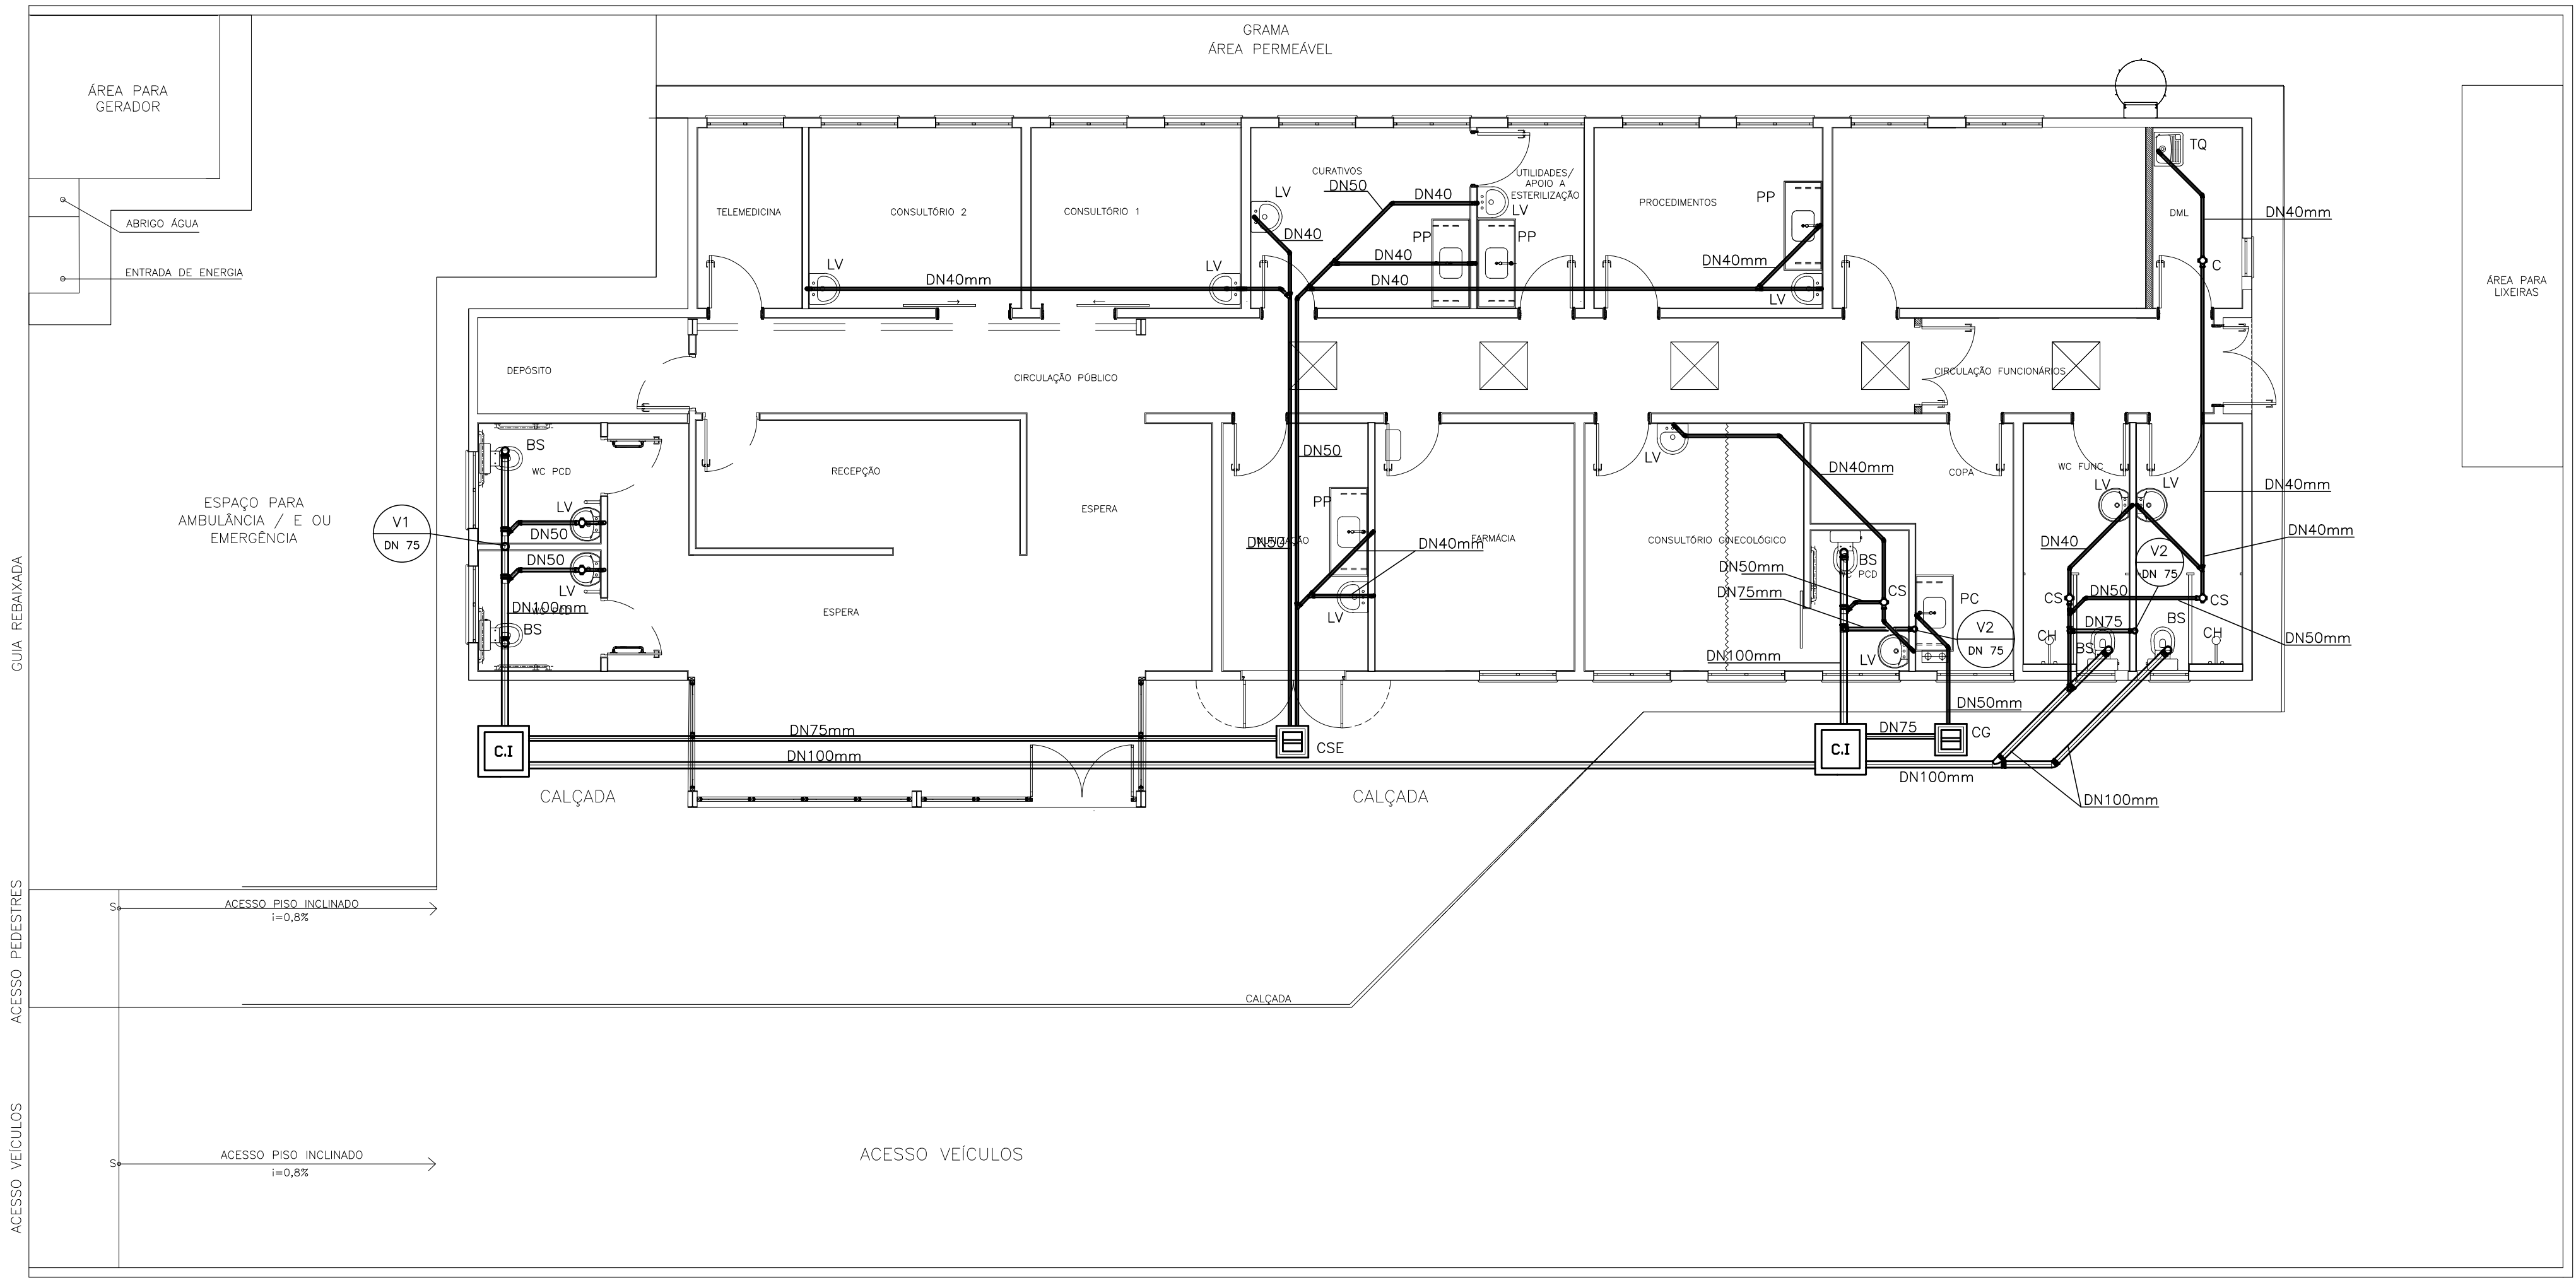 GRAMA
ÁREA PERMEÁVEL
ÁREA PARA
GERADOR
ABRIGO ÁGUA
ENTRADA DE ENERGIA
ESPAÇO PARA
AMBULÂNCIA / E OU
EMERGÊNCIA
GUIA REBAIXADA
ACESSO PEDESTRES
ACESSO VEÍCULOS
TELEMEDICINA
CONSULTÓRIO 2
LV
DN40mm
CONSULTÓRIO 1
LV
CURATIVOS
DN50
LV
DN40
DN40
PP
DN40
DN40
LV
PP
UTILIDADES/
APOIO A
ESTERILIZAÇÃO
PROCEDIMENTOS
PP
DN40mm
LV
TQ
DML
DN40mm
C
ÁREA PARA
LIXEIRAS
DEPÓSITO
CIRCULAÇÃO PÚBLICO
CIRCULAÇÃO FUNCIONÁRIOS
BS
WC PCD
LV
DN50
V1
DN 75
DN50
LV
DN100mm
WC PCD
BS
RECEPÇÃO
ESPERA
ESPERA
DN50
DN50
PP
DN40mm
LV
FARMÁCIA
LV
CONSULTÓRIO GINECOLÓGICO
DN40mm
COPA
DN50mm
DN75mm
DN100mm
BS
WC PCD
CS
LV
PC
V2
DN 75
DN50mm
WC FUNC
LV
LV
DN40mm
DN40mm
DN40
V2
DN 75
DN50
CS
CS
DN75
CH
BS
BS
CH
DN50mm
C.I
DN75mm
DN100mm
CSE
C.I
DN75
CG
DN100mm
DN100mm
CALÇADA
CALÇADA
CALÇADA
S
ACESSO PISO INCLINADO
i=0,8%
S
ACESSO PISO INCLINADO
i=0,8%
ACESSO VEÍCULOS